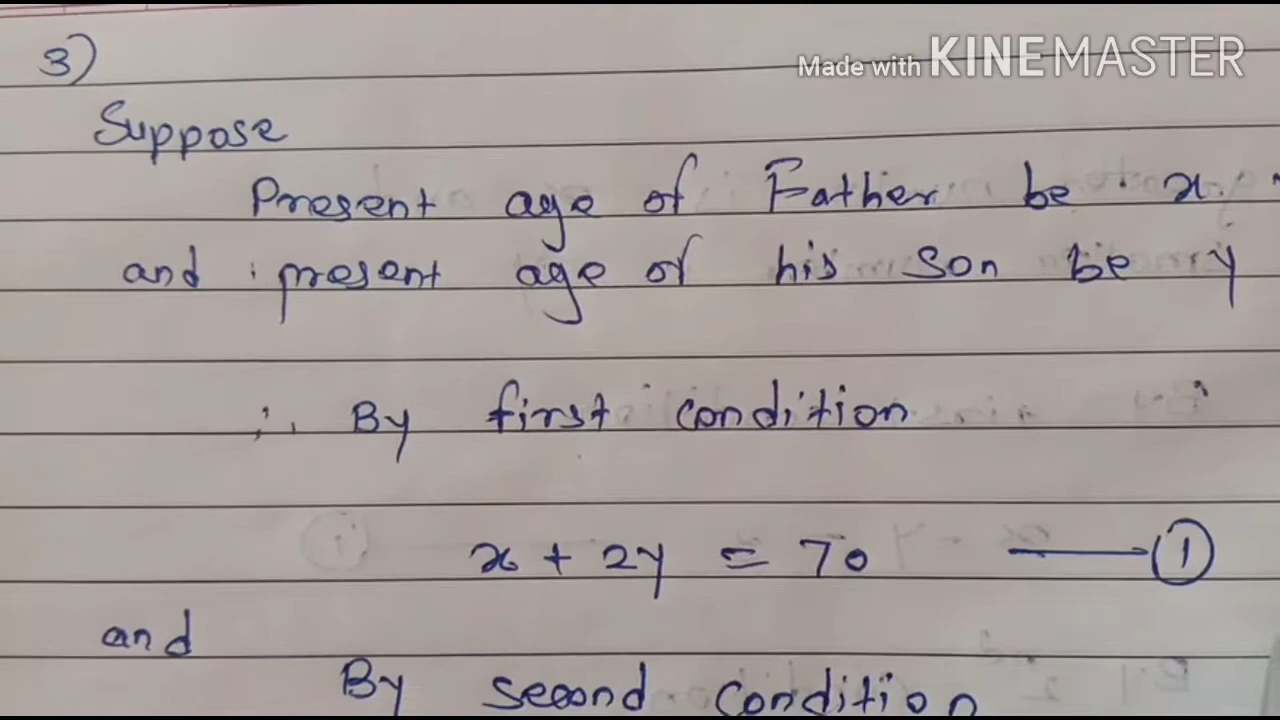 3)
Made with KINEMASTER
Suppose
Present age of Father be x
and present age of his son be y
∴ By first condition
x + 2y = 70 ——— ①
and
By second condition